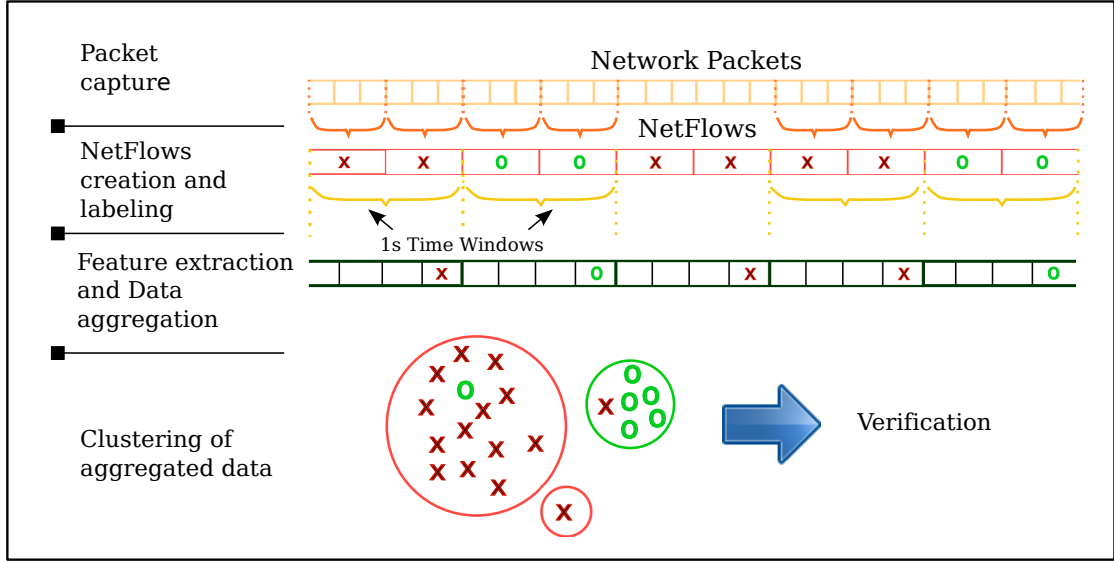 Packet
capture
Network Packets
NetFlows
NetFlows
creation and
labeling
x x o o x x x x o o
1s Time Windows
Feature extraction
and Data
aggregation
x o x x o
Clustering of
aggregated data
x x x o x x x x x x x x x x
x o o o o o
x
Verification